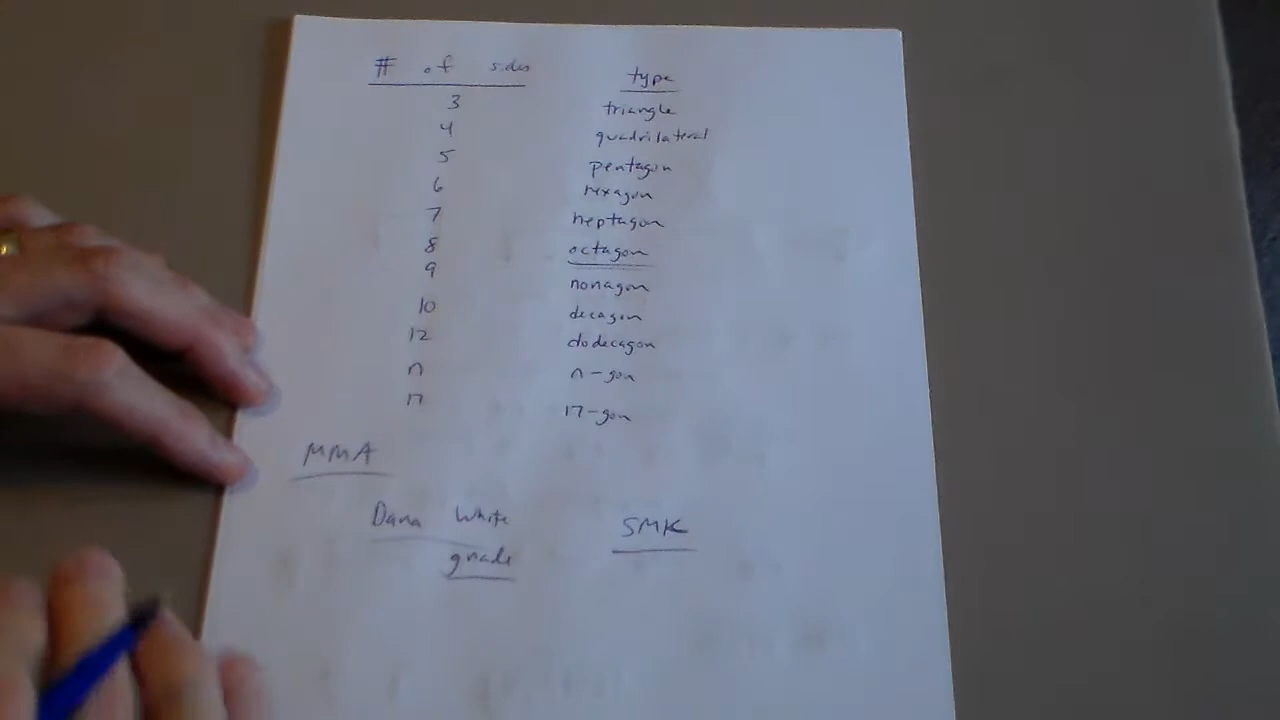 # of sides type
3 triangle
4 quadrilateral
5 pentagon
6 hexagon
7 heptagon
8 octagon
9 nonagon
10 decagon
12 dodecagon
n n-gon
17 17-gon
MMA
Dana White SMK